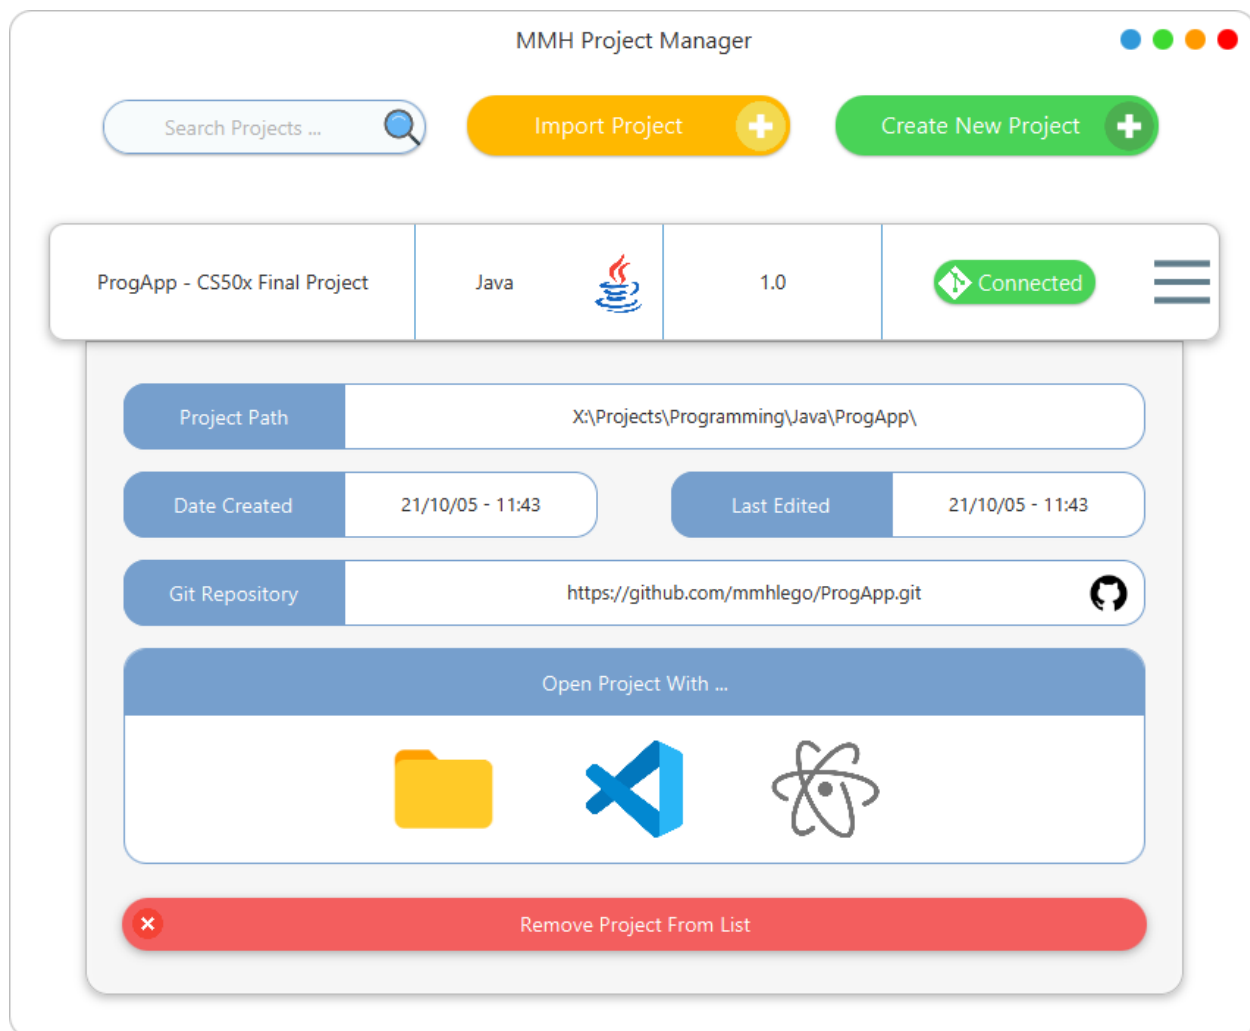 MMH Project Manager
Search Projects ...
Import Project
Create New Project
ProgApp - CS50x Final Project
Java
1.0
Connected
Project Path
X:\Projects\Programming\Java\ProgApp\
Date Created
21/10/05 - 11:43
Last Edited
21/10/05 - 11:43
Git Repository
https://github.com/mmhlego/ProgApp.git
Open Project With ...
Remove Project From List